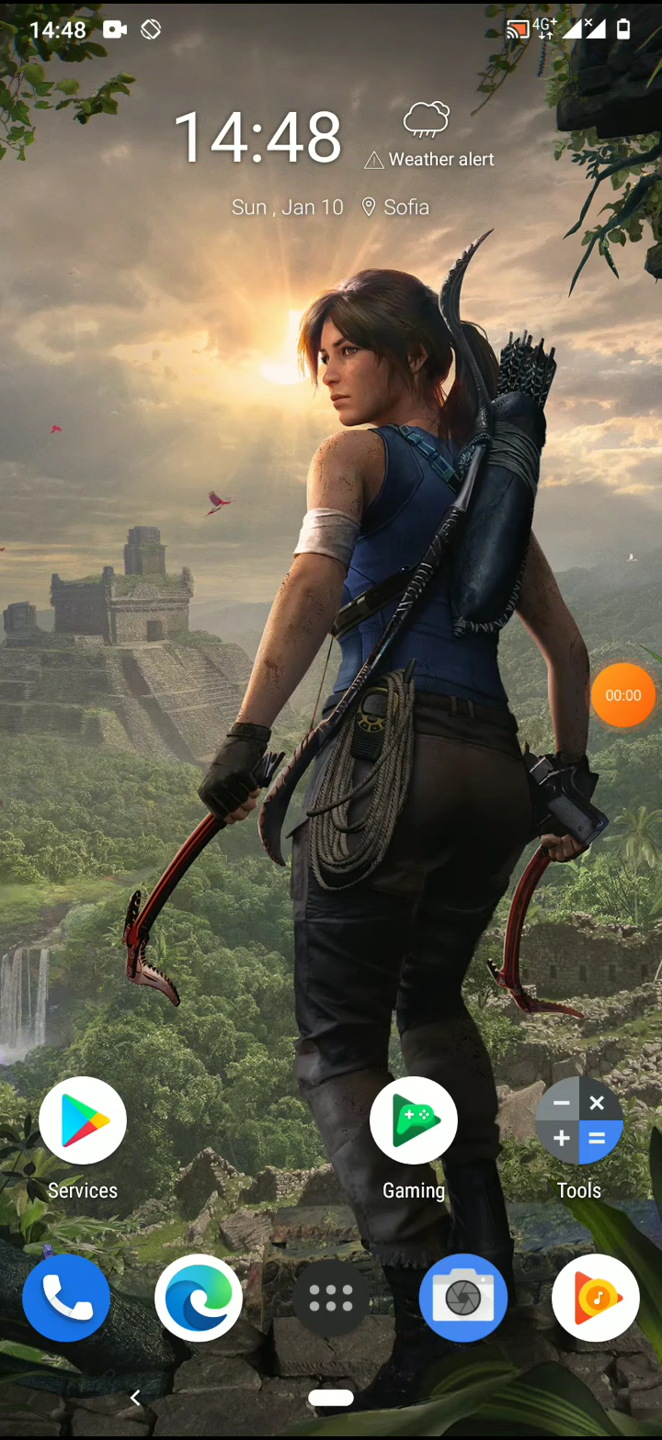 14:48
4G+
14:48
Weather alert
Sun , Jan 10 Sofia
00:00
Services Gaming Tools